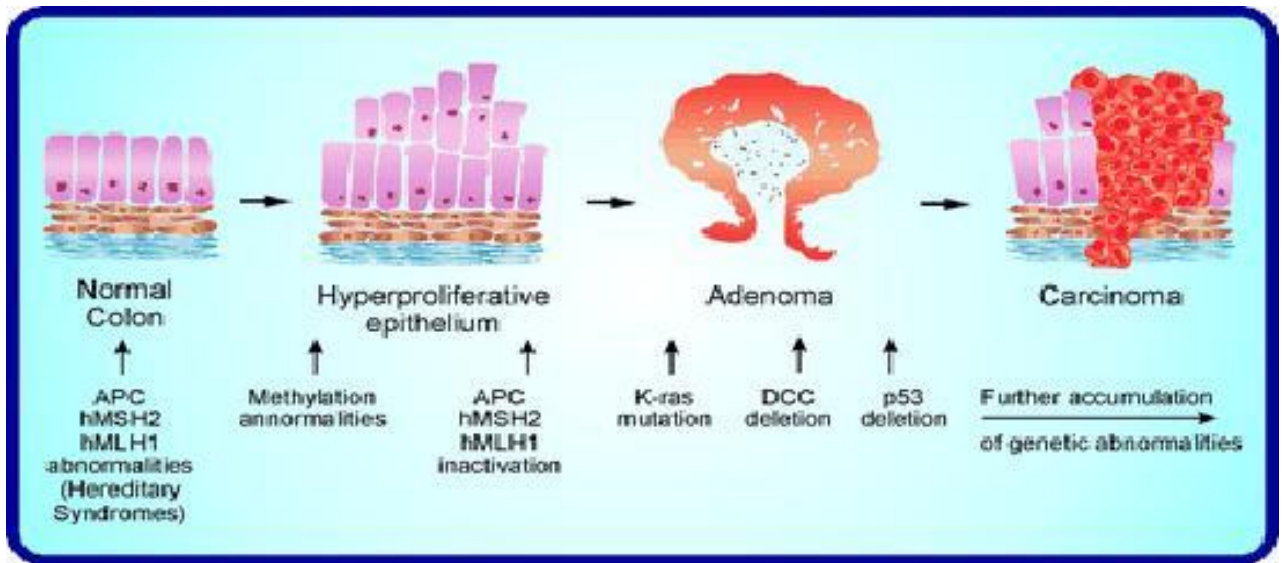 Normal
Colon
Hyperproliferative
epithelium
Adenoma
Carcinoma
APC
hMSH2
hMLH1
abnormalities
(Hereditary
Syndromes)
Methylation
annormalities
APC
hMSH2
hMLH1
inactivation
K-ras
mutation
DCC
deletion
p53
deletion
Further accumulation
of genetic abnormalities